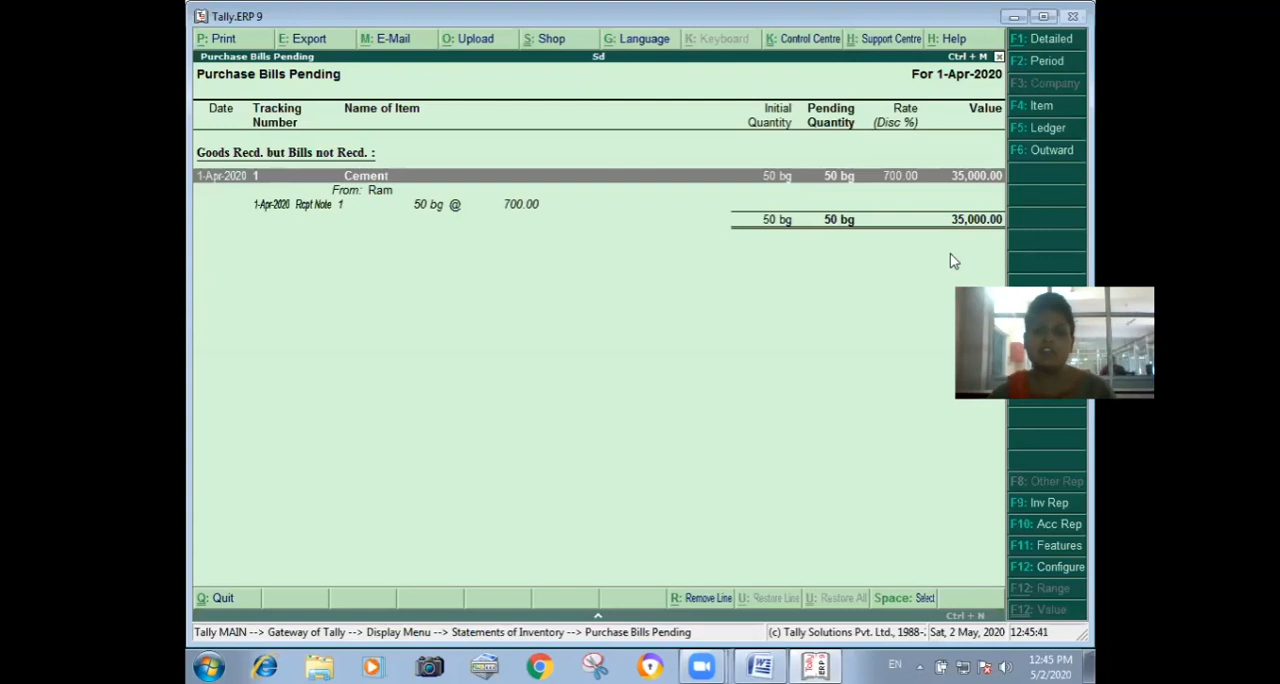 Tally.ERP 9
P: Print E: Export M: E-Mail O: Upload S: Shop G: Language K: Keyboard K: Control Centre H: Support Centre H: Help
Purchase Bills Pending Sd Ctrl + M
Purchase Bills Pending For 1-Apr-2020
Date Tracking Number Name of Item Initial Quantity Pending Quantity Rate (Disc %) Value
Goods Recd. but Bills not Recd. :
1-Apr-2020 1 Cement 50 bg 50 bg 700.00 35,000.00
From: Ram
1-Apr-2020 Rcpt Note 1 50 bg @ 700.00
50 bg 50 bg 35,000.00
F1: Detailed
F2: Period
F3: Company
F4: Item
F5: Ledger
F6: Outward
F8: Other Rep
F9: Inv Rep
F10: Acc Rep
F11: Features
F12: Configure
F12: Range
F12: Value
Q: Quit R: Remove Line U: Restore Line U: Restore All Space: Select
Ctrl + N
Tally MAIN --> Gateway of Tally --> Display Menu --> Statements of Inventory --> Purchase Bills Pending (c) Tally Solutions Pvt. Ltd., 1988- Sat, 2 May, 2020 12:45:41
EN 12:45 PM
5/2/2020